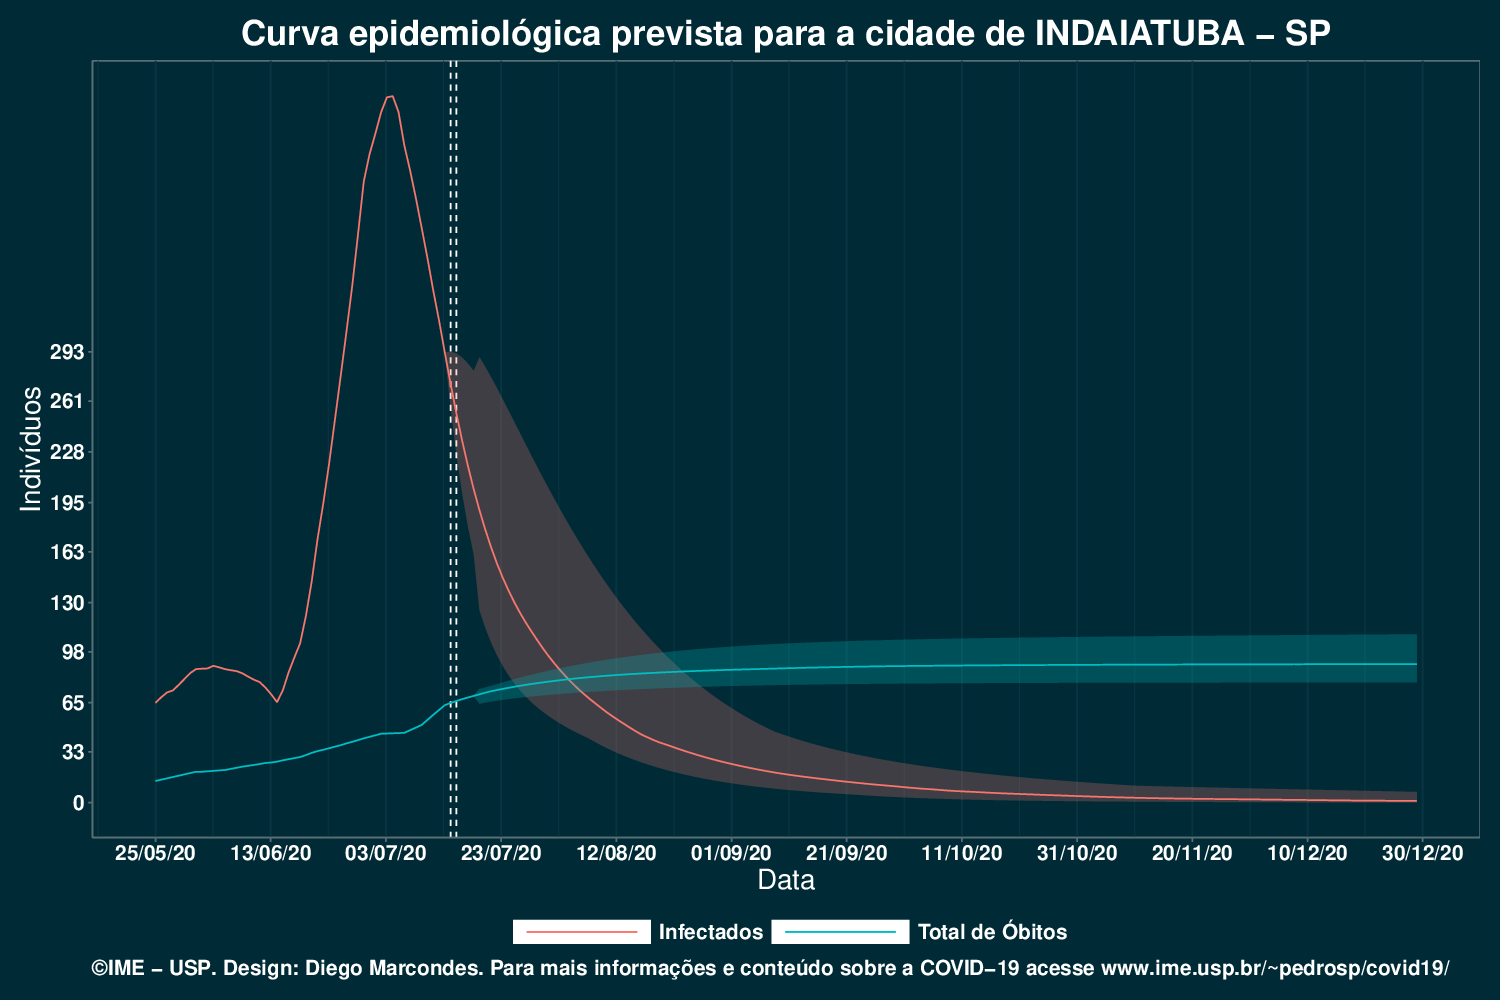 Curva epidemiológica prevista para a cidade de INDAIATUBA – SP
Indivíduos
293
261
228
195
163
130
98
65
33
0
25/05/20 13/06/20 03/07/20 23/07/20 12/08/20 01/09/20 21/09/20 11/10/20 31/10/20 20/11/20 10/12/20 30/12/20
Data
Infectados Total de Óbitos
©IME – USP. Design: Diego Marcondes. Para mais informações e conteúdo sobre a COVID–19 acesse www.ime.usp.br/~pedrosp/covid19/